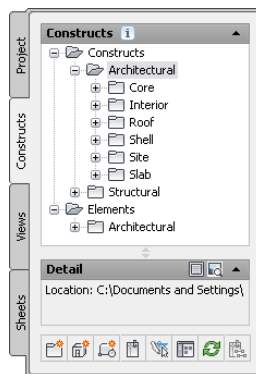 Project
Constructs
Views
Sheets
Constructs
Constructs
Architectural
Core
Interior
Roof
Shell
Site
Slab
Structural
Elements
Architectural
Detail
Location: C:\Documents and Settings\